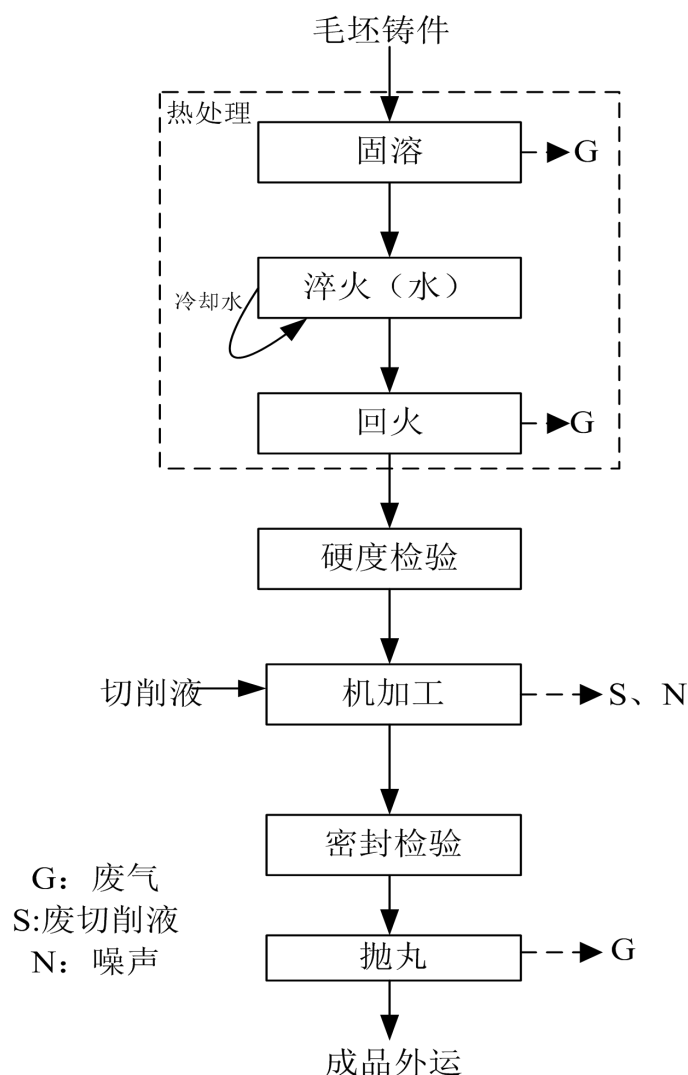 毛坯铸件
热处理
固溶
G
淬火（水）
冷却水
回火
G
硬度检验
切削液
机加工
S、N
密封检验
G：废气
S:废切削液
N：噪声
抛丸
G
成品外运